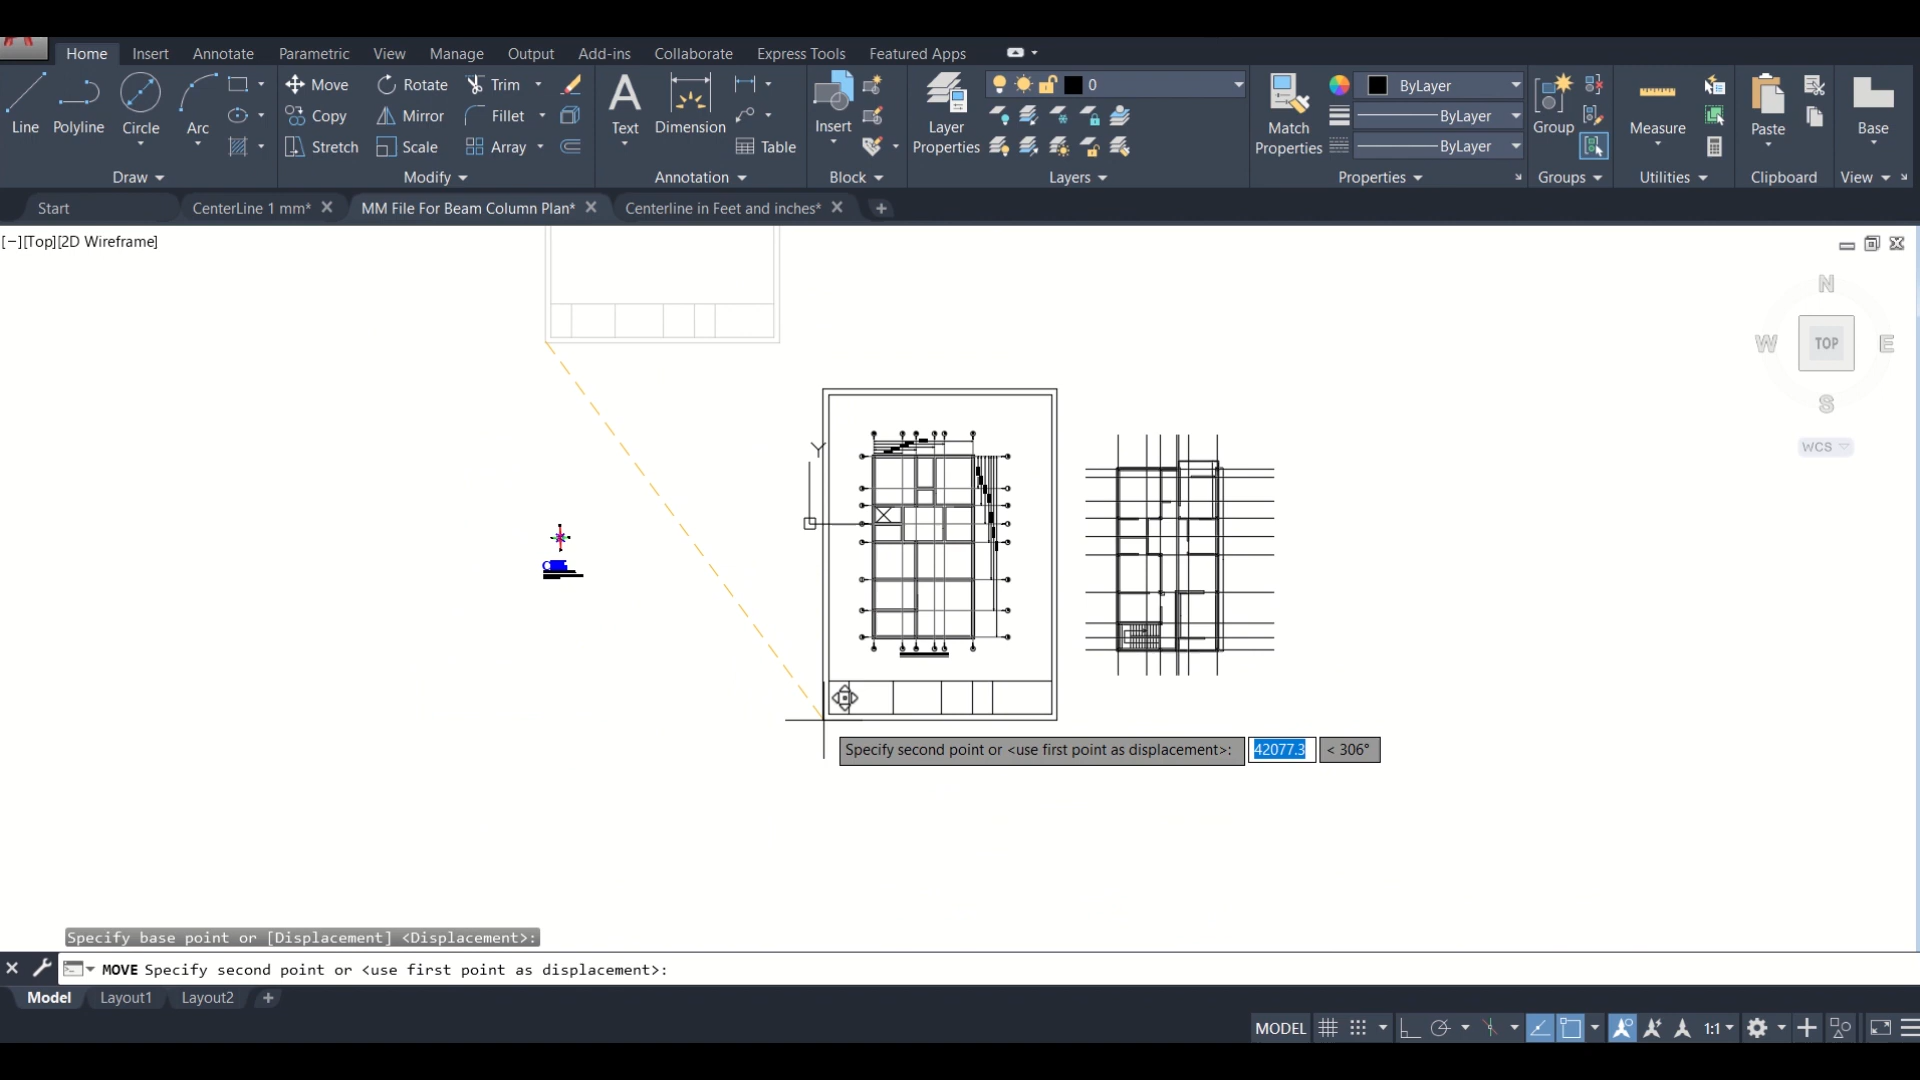 Home Insert Annotate Parametric View Manage Output Add-ins Collaborate Express Tools Featured Apps
Move Rotate Trim 0 ByLayer
Line Polyline Circle Arc Copy Mirror Fillet Text Dimension Insert Layer Properties Match Properties ByLayer Group Measure Paste Base
Stretch Scale Array Table ByLayer
Draw Modify Annotation Block Layers Properties Groups Utilities Clipboard View
Start CenterLine 1 mm* MM File For Beam Column Plan* Centerline in Feet and inches*
[−][Top][2D Wireframe]
N
W TOP E
S
WCS
Y
Specify second point or <use first point as displacement>: 42077.3 < 306°
Specify base point or [Displacement] <Displacement>:
MOVE Specify second point or <use first point as displacement>:
Model Layout1 Layout2
MODEL 1:1